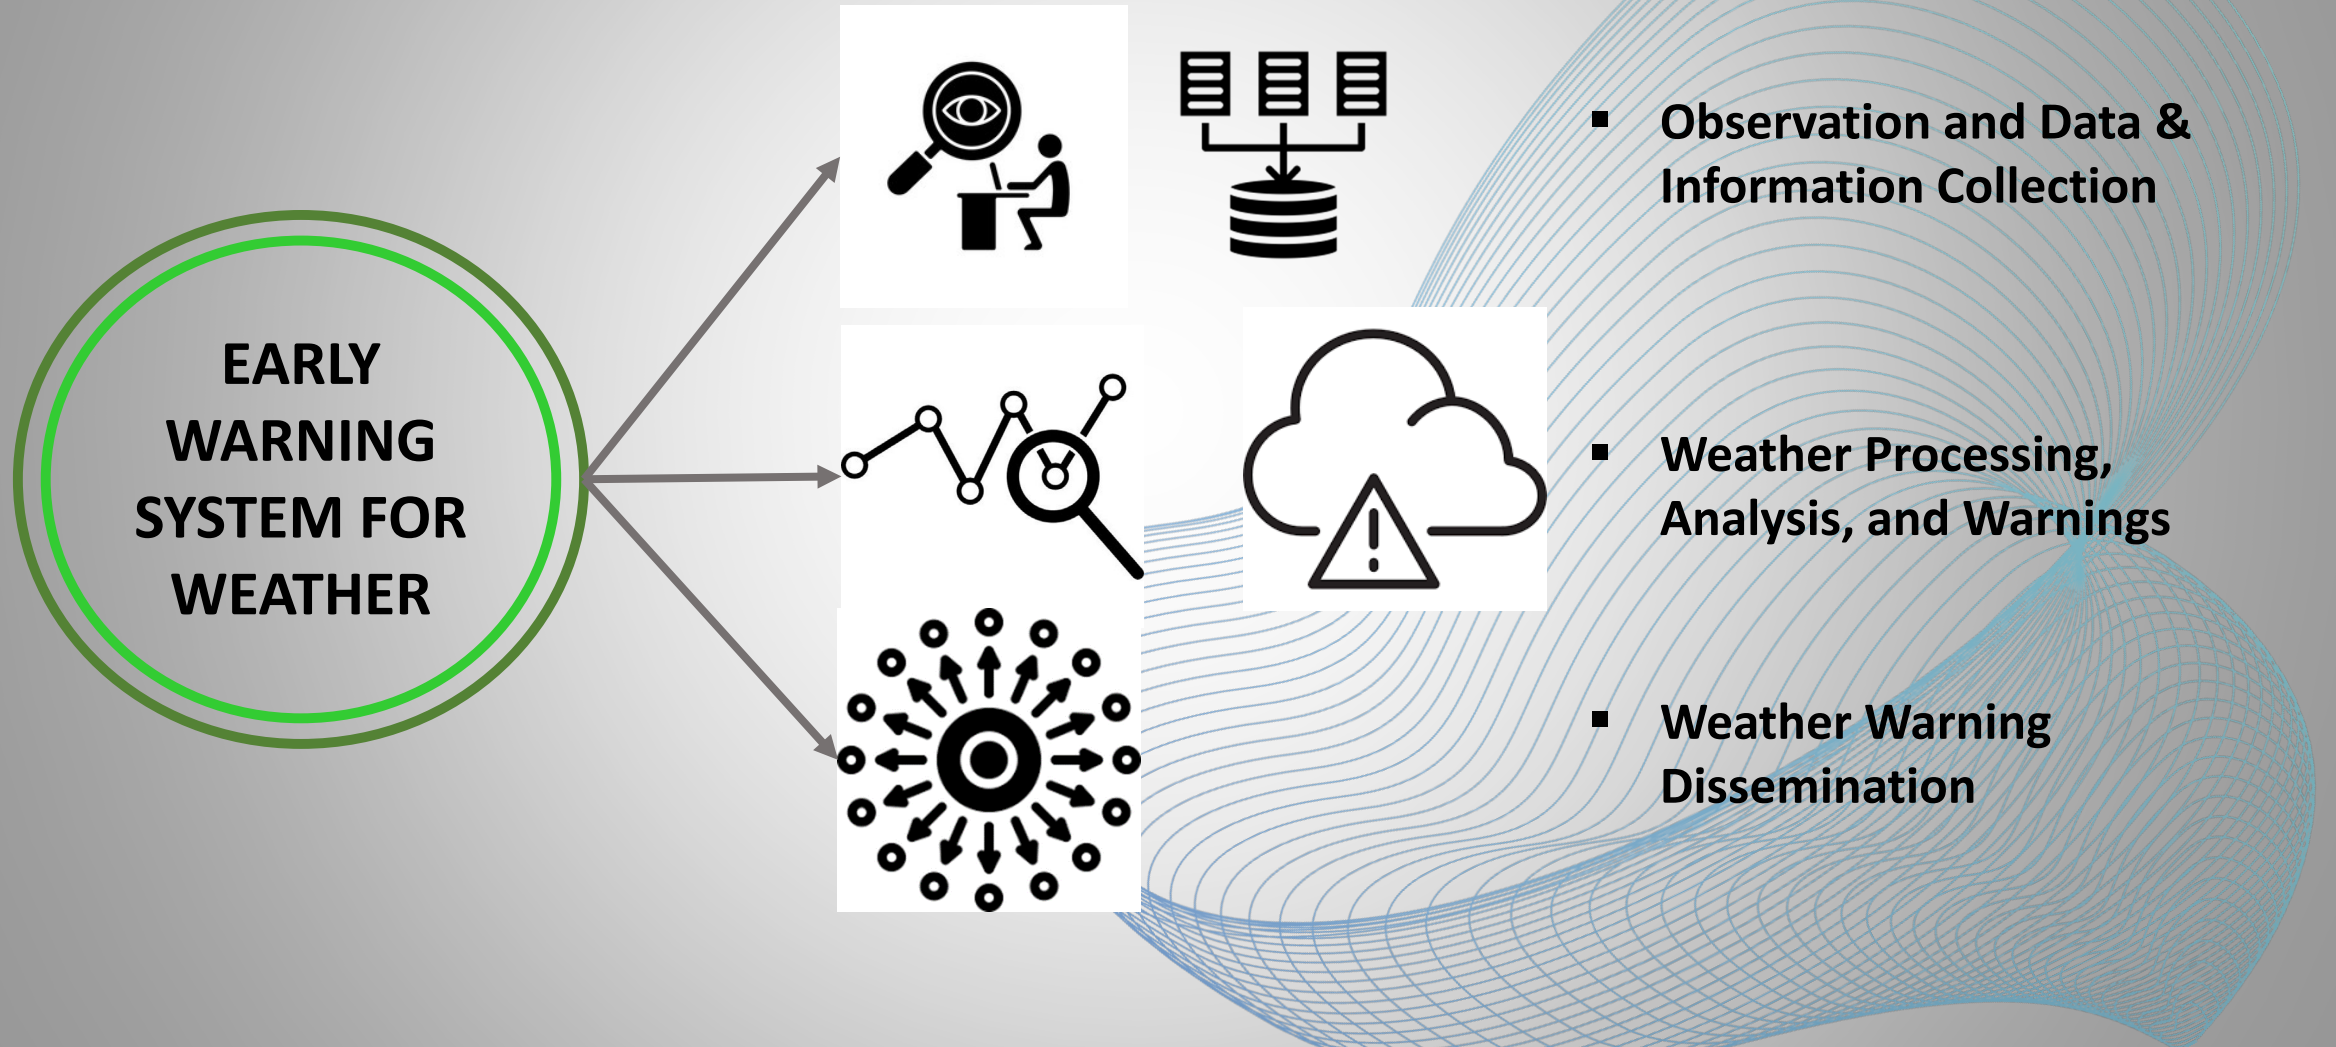 EARLY
WARNING
SYSTEM FOR
WEATHER
▪ Observation and Data &
Information Collection
▪ Weather Processing,
Analysis, and Warnings
▪ Weather Warning
Dissemination